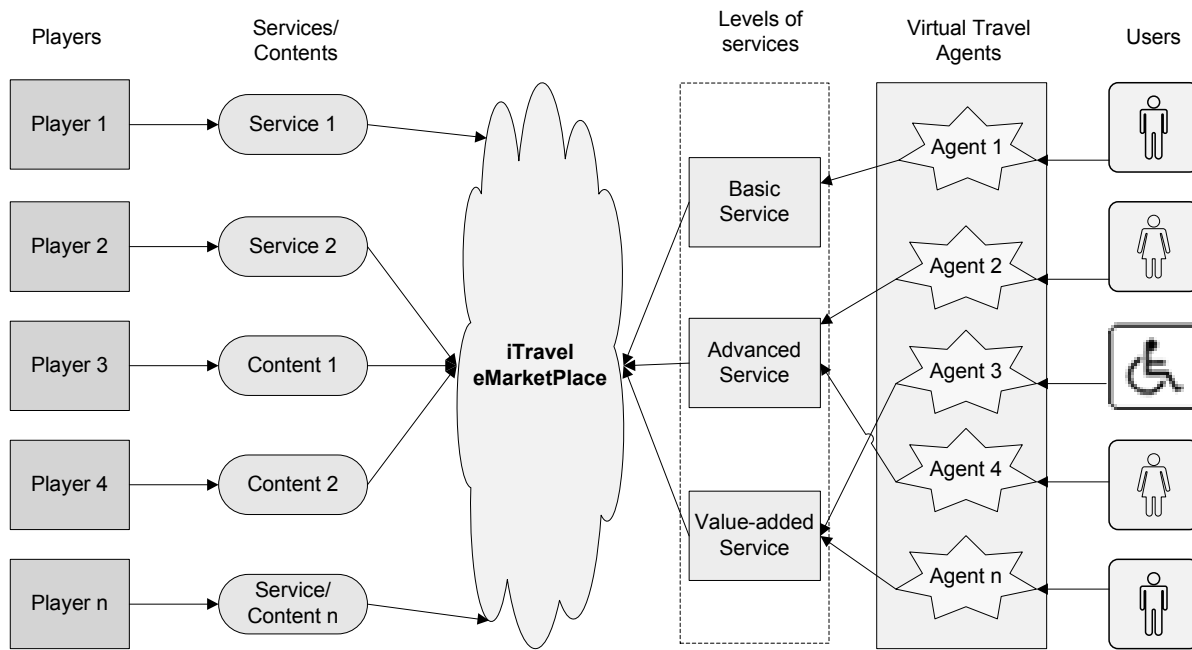 Players
Services/
Contents
Levels of
services
Virtual Travel
Agents
Users
Player 1
Service 1
Agent 1
Basic
Service
Player 2
Service 2
Agent 2
Player 3
Content 1
iTravel
eMarketPlace
Advanced
Service
Agent 3
Player 4
Content 2
Agent 4
Value-added
Service
Player n
Service/
Content n
Agent n